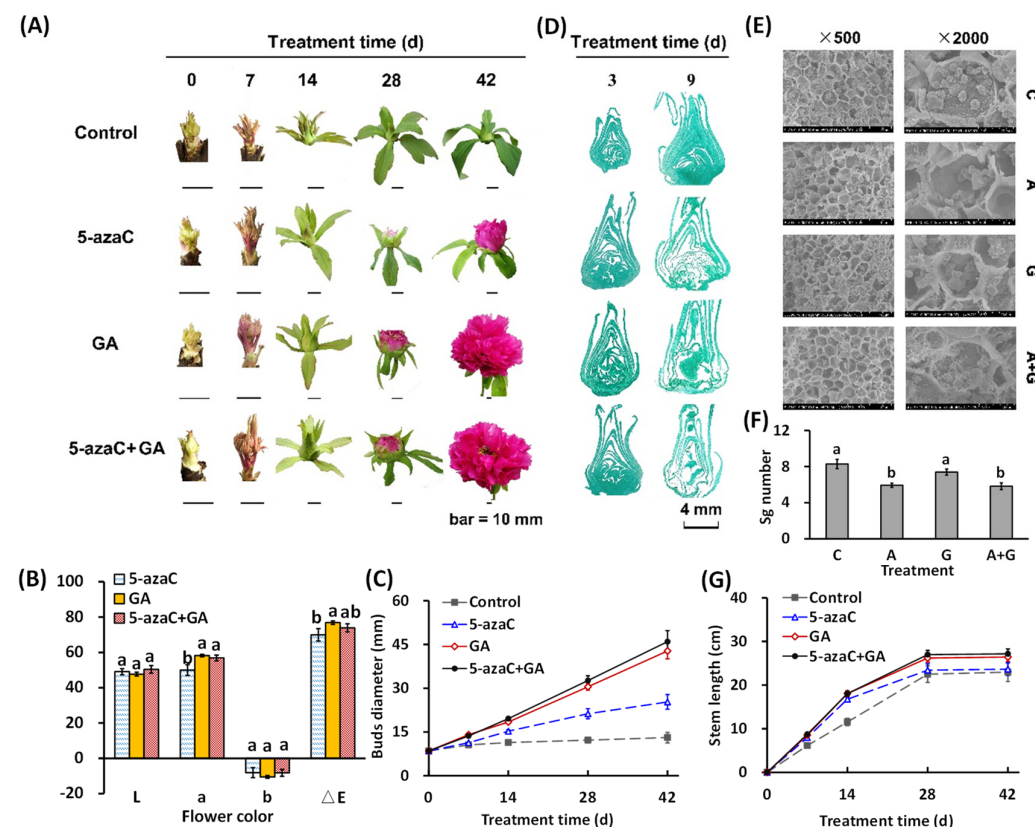 (A)
Treatment time (d)
0 7 14 28 42
Control
5-azaC
GA
5-azaC+GA
bar = 10 mm
(D)
Treatment time (d)
3 9
4 mm
(E)
×500 ×2000
C
A
G
A+G
(F)
Sg number
12
8
4
0
a b a b
C A G A+G
Treatment
(B)
5-azaC
GA
5-azaC+GA
100
80
60
40
20
0
-20
a a a b a a a a a b a ab
L a b △E
Flower color
(C)
Control
5-azaC
GA
5-azaC+GA
Buds diameter (mm)
60
45
30
15
0
0 14 28 42
Treatment time (d)
(G)
Control
5-azaC
GA
5-azaC+GA
Stem length (cm)
40
30
20
10
0
0 14 28 42
Treatment time (d)